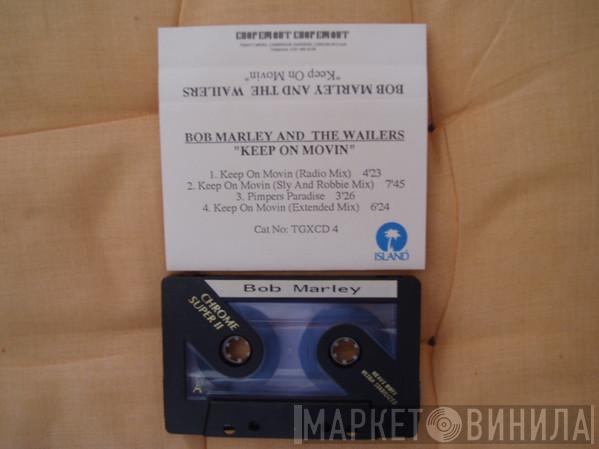 COPEMOUT COPEMOUT
"Keep On Movin"
BOB MARLEY AND THE WAILERS
BOB MARLEY AND THE WAILERS
"KEEP ON MOVIN"
1. Keep On Movin (Radio Mix) 4'23
2. Keep On Movin (Sly And Robbie Mix) 7'45
3. Pimpers Paradise 3'26
4. Keep On Movin (Extended Mix) 6'24
Cat No: TGXCD 4
ISLAND
Bob Marley
CHROME
SUPER II
A
МАРКЕТ ВИНИЛА